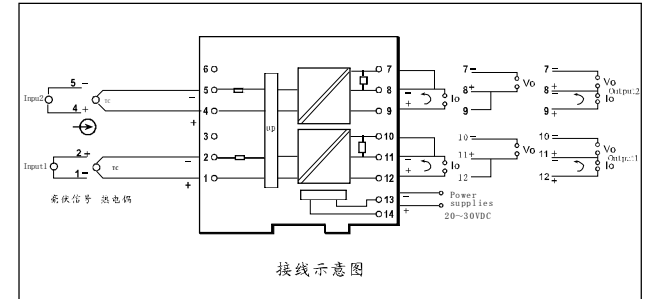 6 7 7 − 7 −
Inpu2 5 − TC − 5 8 − Io 8 + Vo 8 + Vo Output2
4 + + 4 9 + 9 − 9 + Io
3 up 10 10 − 10 −
Input1 2 + TC − 2 11 − Io 11 + Vo 11 + Vo Output1
1 − + 1 12 + 12 − 12 + Io
毫伏信号 热电偶 13 − Power
supplies
14 + 20～30VDC
接线示意图